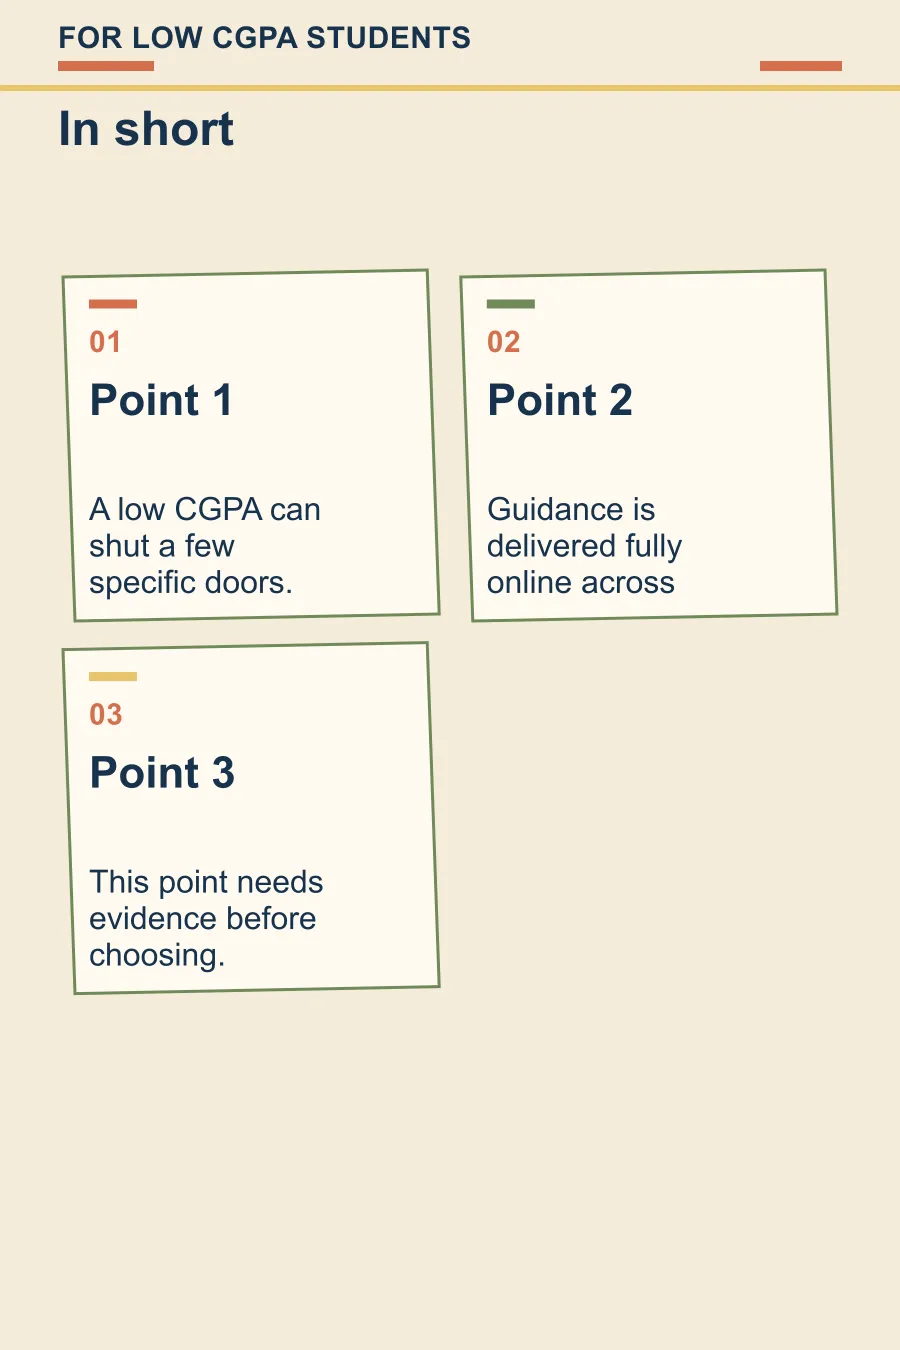 FOR LOW CGPA STUDENTS
In short
01
Point 1
A low CGPA can
shut a few
specific doors.
02
Point 2
Guidance is
delivered fully
online across
03
Point 3
This point needs
evidence before
choosing.